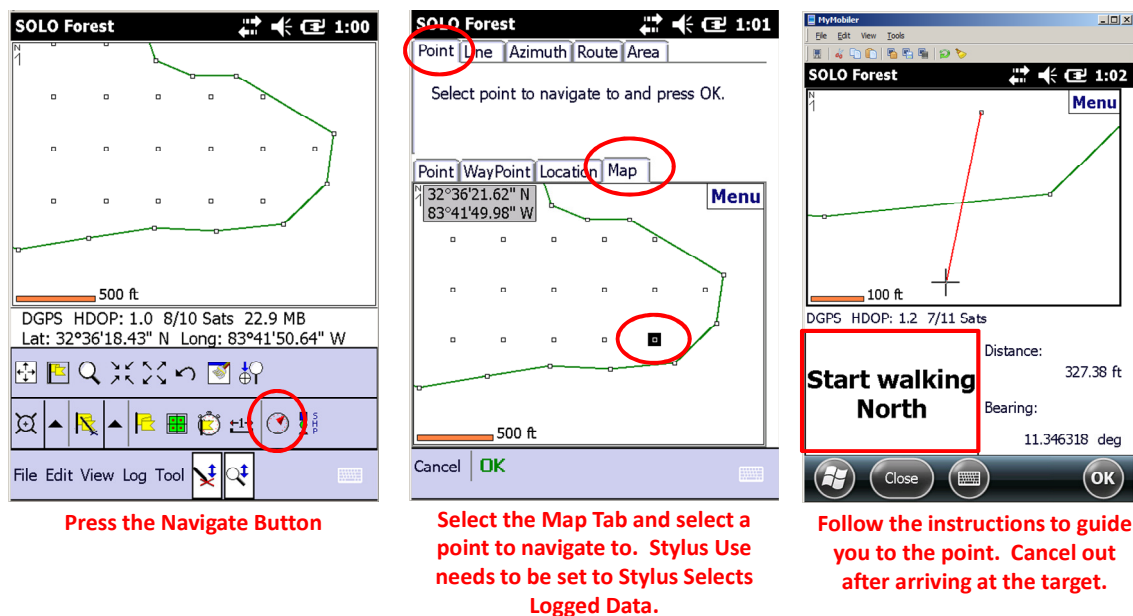 SOLO Forest 1:00
N
500 ft
DGPS HDOP: 1.0 8/10 Sats 22.9 MB
Lat: 32°36'18.43" N Long: 83°41'50.64" W
1
SHP
File Edit View Log Tool
Press the Navigate Button
SOLO Forest 1:01
Point Line Azimuth Route Area
Select point to navigate to and press OK.
Point WayPoint Location Map
N
32°36'21.62" N
83°41'49.98" W
Menu
500 ft
Cancel OK
Select the Map Tab and select a
point to navigate to. Stylus Use
needs to be set to Stylus Selects
Logged Data.
MyMobiler
File Edit View Tools
SOLO Forest 1:02
N
Menu
100 ft
DGPS HDOP: 1.2 7/11 Sats
Start walking
North
Distance:
327.38 ft
Bearing:
11.346318 deg
Close OK
Follow the instructions to guide
you to the point. Cancel out
after arriving at the target.